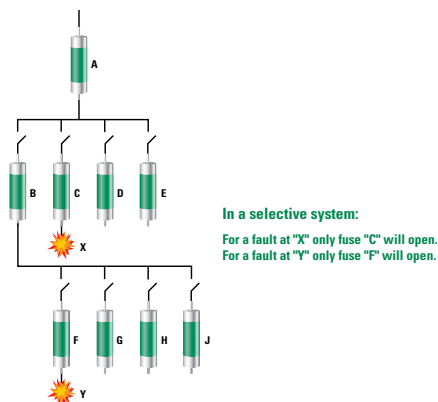 A
B
C
D
E
X
In a selective system:
For a fault at "X" only fuse "C" will open.
For a fault at "Y" only fuse "F" will open.
F
G
H
J
Y